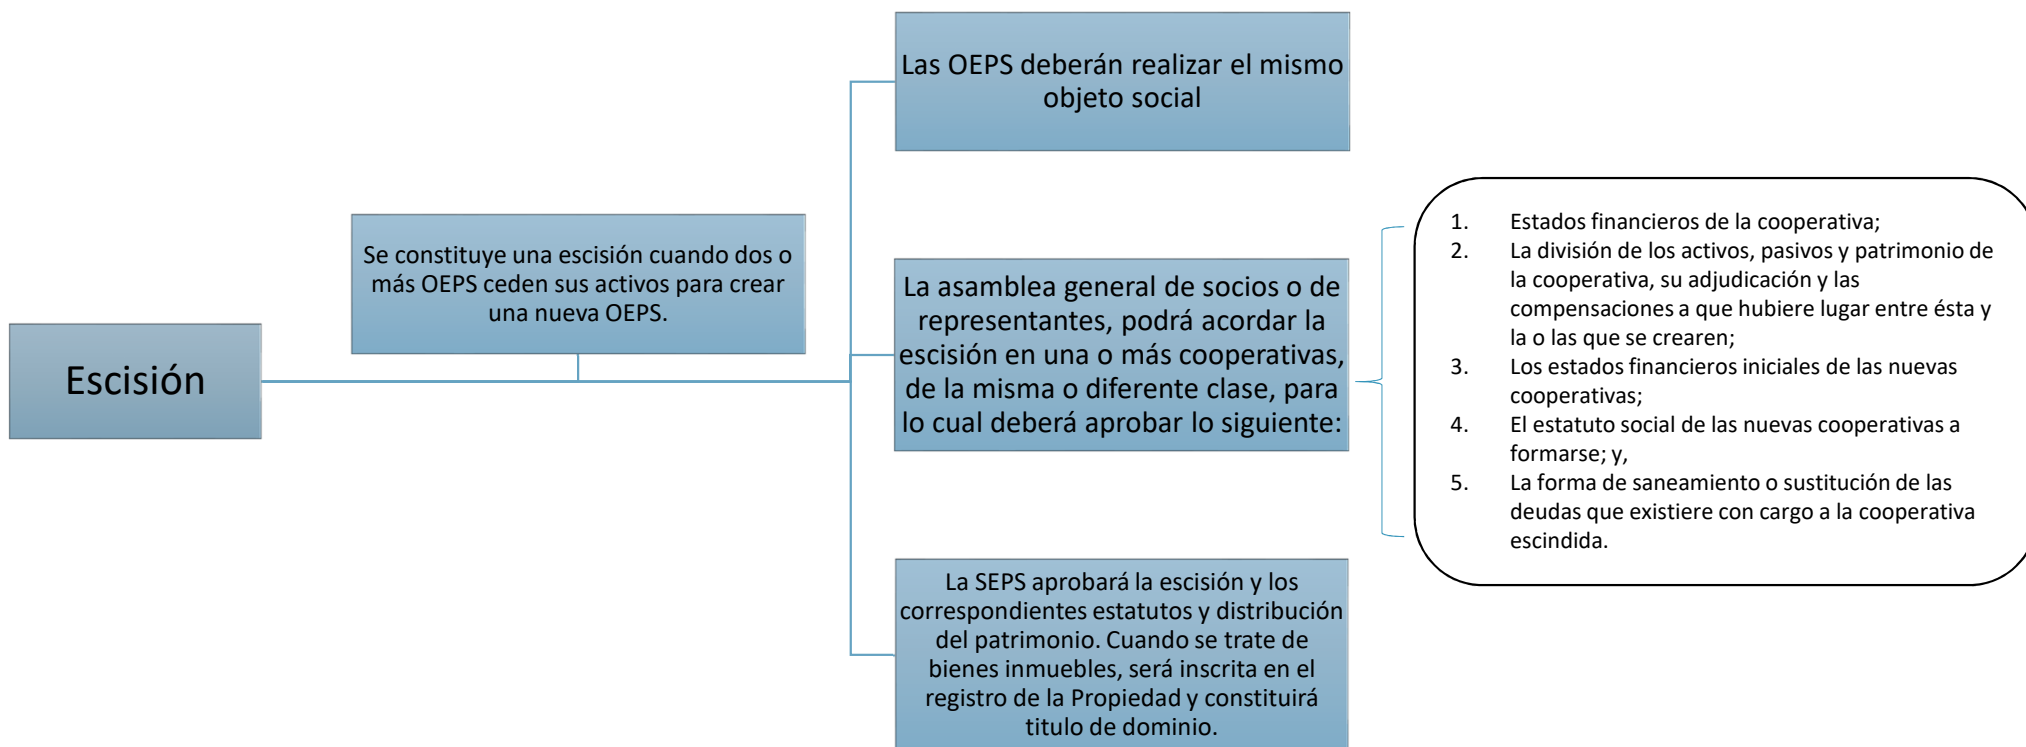 Escisión
Se constituye una escisión cuando dos o
más OEPS ceden sus activos para crear
una nueva OEPS.
Las OEPS deberán realizar el mismo
objeto social
La asamblea general de socios o de
representantes, podrá acordar la
escisión en una o más cooperativas,
de la misma o diferente clase, para
lo cual deberá aprobar lo siguiente:
1. Estados financieros de la cooperativa;
2. La división de los activos, pasivos y patrimonio de
la cooperativa, su adjudicación y las
compensaciones a que hubiere lugar entre ésta y
la o las que se crearen;
3. Los estados financieros iniciales de las nuevas
cooperativas;
4. El estatuto social de las nuevas cooperativas a
formarse; y,
5. La forma de saneamiento o sustitución de las
deudas que existiere con cargo a la cooperativa
escindida.
La SEPS aprobará la escisión y los
correspondientes estatutos y distribución
del patrimonio. Cuando se trate de
bienes inmuebles, será inscrita en el
registro de la Propiedad y constituirá
titulo de dominio.